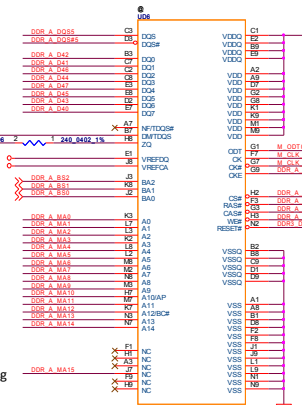 @
UD6
DDR_A_DQS5 C3 DQS VDDQ C1
DDR_A_DQS#5 D3 DQS# VDDQ E2
VDDQ B9
DDR_A_D42 B3 DQ0 VDDQ E9
DDR_A_D41 C7 DQ1
DDR_A_D46 C2 DQ2 VDD A2
DDR_A_D44 C8 DQ3 VDD A9
DDR_A_D47 E3 DQ4 VDD D7
DDR_A_D45 E8 DQ5 VDD G2
DDR_A_D43 D2 DQ6 VDD G8
DDR_A_D40 E7 DQ7 VDD K1
VDD K9
A7 NF/TDQS# VDD M1
B7 DM/TDQS VDD M9
2 1 240_0402_1% H8 ZQ
ODT G1
E1 VREFDQ CK F7 M_CLK
J8 VREFCA CK# G7 M_CLK
CKE G9 DDR_A
DDR_A_BS2 J3 BA2
DDR_A_BS1 K8 BA1 CS# H2 DDR_A
DDR_A_BS0 J2 BA0 RAS# F3 DDR_A
CAS# G3 DDR_A
WE# H3 DDR_A
DDR_A_MA0 K3 A0 RESET# N2 DDR3_D
DDR_A_MA1 L7 A1
DDR_A_MA2 L3 A2
DDR_A_MA3 K2 A3 VSSQ B2
DDR_A_MA4 L8 A4 VSSQ B8
DDR_A_MA5 L2 A5 VSSQ C9
DDR_A_MA6 M8 A6 VSSQ D1
DDR_A_MA7 M2 A7 VSSQ D9
DDR_A_MA8 N8 A8
DDR_A_MA9 M3 A9 VSS A1
DDR_A_MA10 H7 A10/AP VSS A8
DDR_A_MA11 M7 A11 VSS B1
DDR_A_MA12 K7 A12/BC# VSS D8
DDR_A_MA13 N3 A13 VSS F2
DDR_A_MA14 N7 A14 VSS F8
VSS J1
F1 NC VSS J9
H1 NC VSS L1
A3 NC VSS L9
DDR_A_MA15 J7 NC VSS N1
F9 NC VSS N9
H9 NC
g